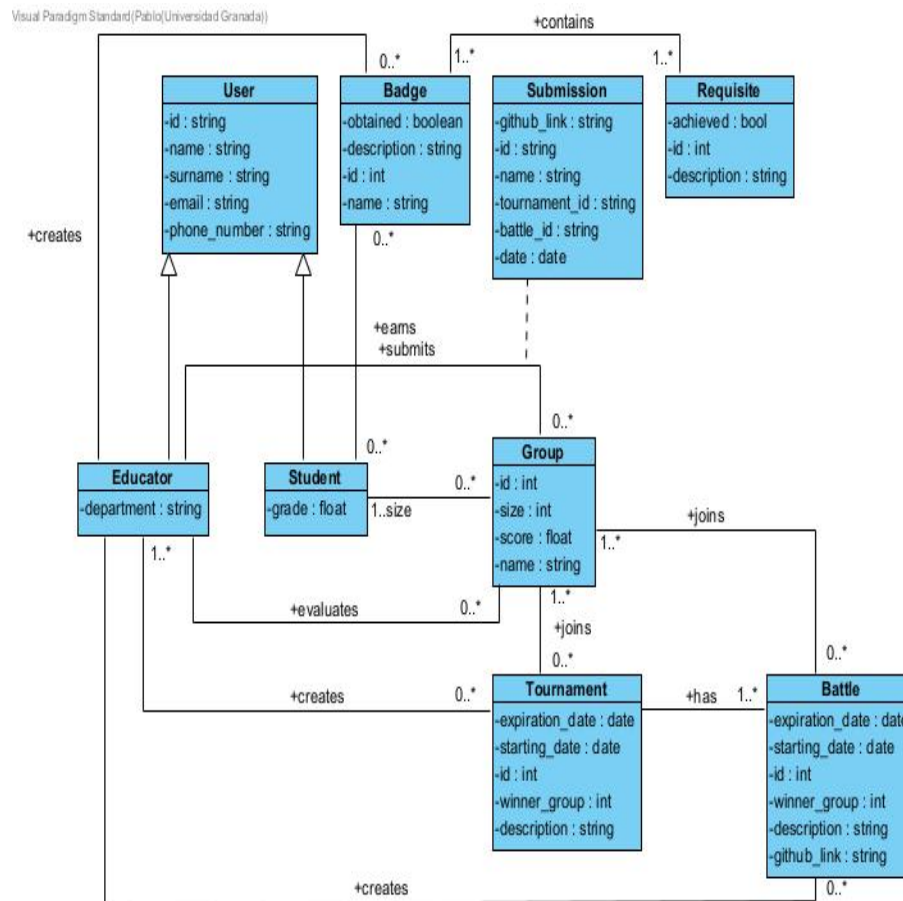 Visual Paradigm Standard(Pablo(Universidad Granada))
+contains
0..*
1..*
1..*
User
-id : string
-name : string
-surname : string
-email : string
-phone_number : string
Badge
-obtained : boolean
-description : string
-id : int
-name : string
Submission
-github_link : string
-id : string
-name : string
-tournament_id : string
-battle_id : string
-date : date
Requisite
-achieved : bool
-id : int
-description : string
+creates
0..*
+earns
+submits
0..*
0..*
Educator
-department : string
Student
-grade : float
0..*
1..size
Group
-id : int
-size : int
-score : float
-name : string
+joins
1..*
1..*
+evaluates
0..*
1..*
+joins
0..*
0..*
+creates
0..*
Tournament
-expiration_date : date
-starting_date : date
-id : int
-winner_group : int
-description : string
+has
1..*
Battle
-expiration_date : date
-starting_date : date
-id : int
-winner_group : int
-description : string
-github_link : string
+creates
0..*